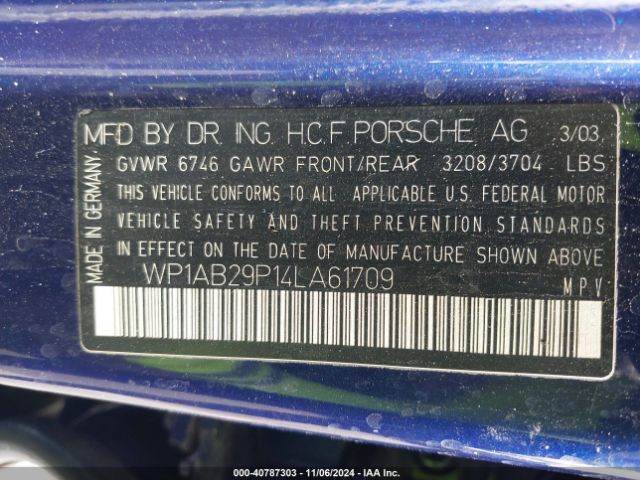 MFD BY DR. ING. H.C.F. PORSCHE AG 3/03
GVWR 6746 GAWR FRONT/REAR 3208/3704 LBS
THIS VEHICLE CONFORMS TO ALL APPLICABLE U.S. FEDERAL MOTOR
VEHICLE SAFETY AND THEFT PREVENTION STANDARDS
IN EFFECT ON THE DATE OF MANUFACTURE SHOWN ABOVE
WP1AB29P14LA61709 MPV
MADE IN GERMANY
000-40787303 - 11/06/2024 - IAA Inc.